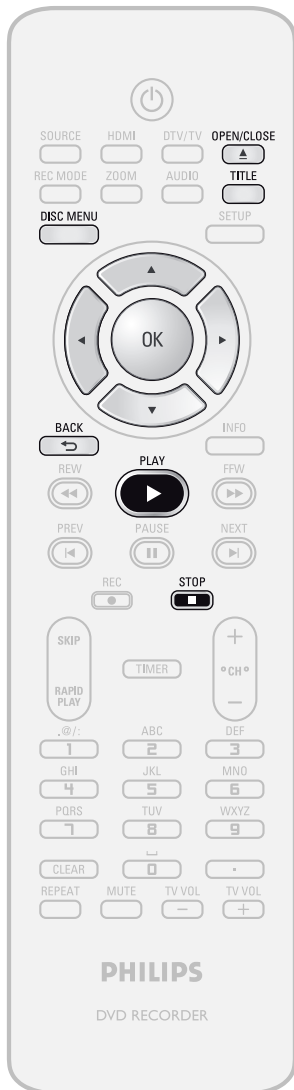 SOURCE HDMI DTV/TV OPEN/CLOSE
REC MODE ZOOM AUDIO TITLE
DISC MENU SETUP
OK
BACK INFO
REW PLAY FFW
PREV PAUSE NEXT
REC STOP
SKIP +
TIMER CH
RAPID
PLAY −
.@/: ABC DEF
1 2 3
GHI JKL MNO
4 5 6
PQRS TUV WXYZ
7 8 9
CLEAR 0 .
REPEAT MUTE TV VOL TV VOL
− +
PHILIPS
DVD RECORDER